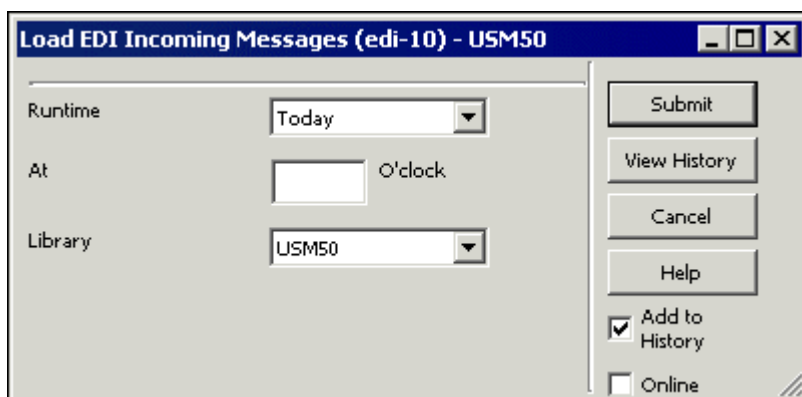 Load EDI Incoming Messages (edi-10) - USM50
Runtime
Today
At
O'clock
Library
USM50
Submit
View History
Cancel
Help
Add to
History
Online